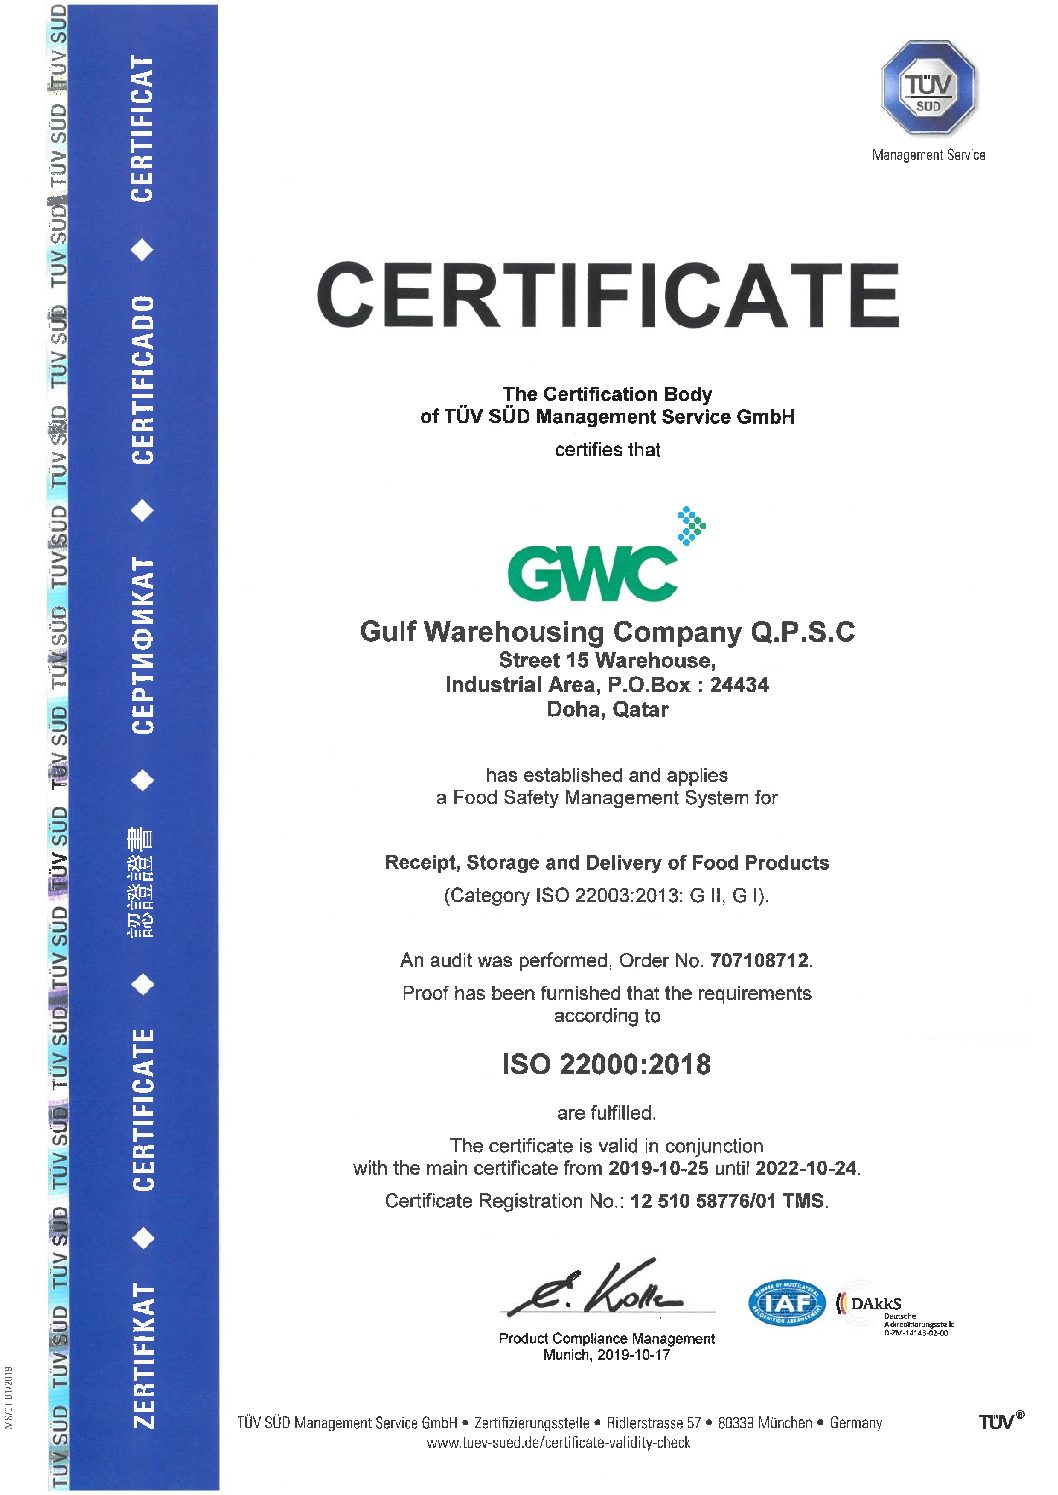 TÜV
SÜD
Management Service
CERTIFICATE
The Certification Body
of TÜV SÜD Management Service GmbH
certifies that
GWC
Gulf Warehousing Company Q.P.S.C
Street 15 Warehouse,
Industrial Area, P.O.Box : 24434
Doha, Qatar
has established and applies
a Food Safety Management System for
Receipt, Storage and Delivery of Food Products
(Category ISO 22003:2013: G II, G I).
An audit was performed, Order No. 707108712.
Proof has been furnished that the requirements
according to
ISO 22000:2018
are fulfilled.
The certificate is valid in conjunction
with the main certificate from 2019-10-25 until 2022-10-24.
Certificate Registration No.: 12 510 58776/01 TMS.
Product Compliance Management
Munich, 2019-10-17
IAF
DAkkS
Deutsche
Akkreditierungsstelle
D-ZM-14143-02-00
TÜV SÜD Management Service GmbH • Zertifizierungsstelle • Ridlerstrasse 57 • 80339 München • Germany
www.tuev-sued.de/certificate-validity-check
TÜV®
ZERTIFIKAT ◆ CERTIFICATE ◆ 認證證書 ◆ СЕРТИФИКАТ ◆ CERTIFICADO ◆ CERTIFICAT
TÜV SÜD TÜV SÜD TÜV SÜD TÜV SÜD TÜV SÜD TÜV SÜD TÜV SÜD TÜV SÜD TÜV SÜD TÜV SÜD TÜV SÜD TÜV SÜD TÜV SÜD TÜV SÜD TÜV SÜD